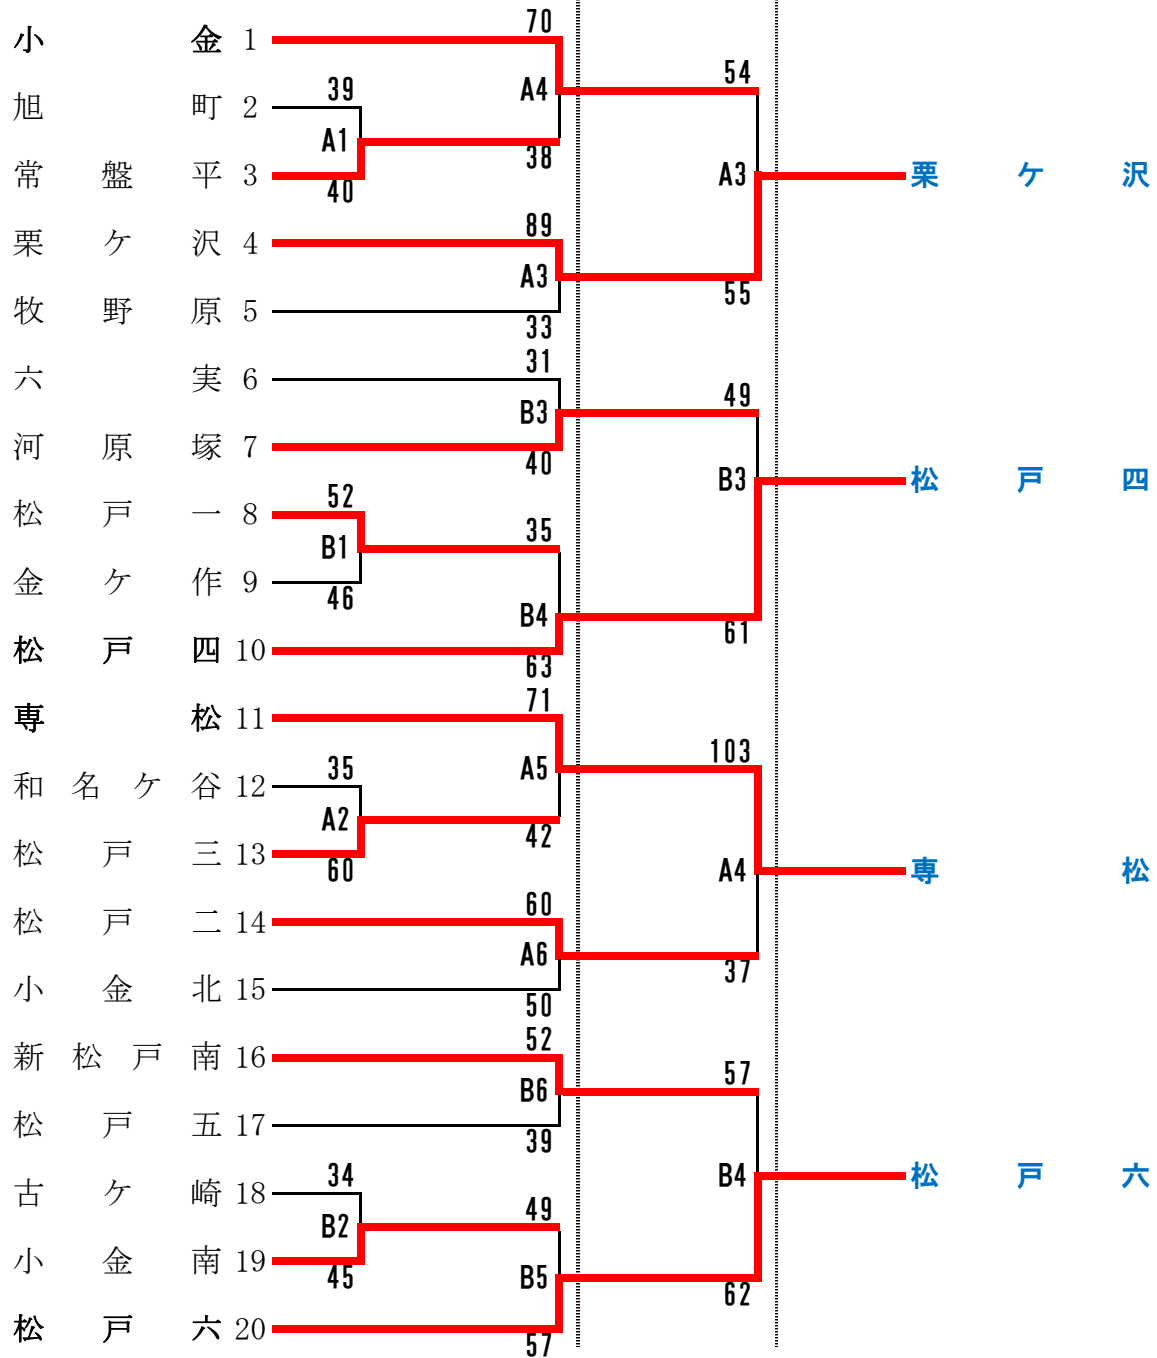 70
小 金 1
54
39
A4
旭 町 2
A1
38
常 盤 平 3
A3
栗 ケ 沢
40
89
栗 ケ 沢 4
A3
55
牧 野 原 5
33
31
六 実 6
49
B3
河 原 塚 7
40
B3
松 戸 四
52
松 戸 一 8
35
B1
金 ケ 作 9
46
B4
61
松 戸 四 10
63
71
専 松 11
103
35
A5
和 名 ケ 谷 12
A2
42
松 戸 三 13
60
A4
専 松
60
松 戸 二 14
A6
37
小 金 北 15
50
52
新 松 戸 南 16
57
B6
松 戸 五 17
39
34
B4
松 戸 六
古 ケ 崎 18
49
B2
小 金 南 19
45
B5
62
松 戸 六 20
57